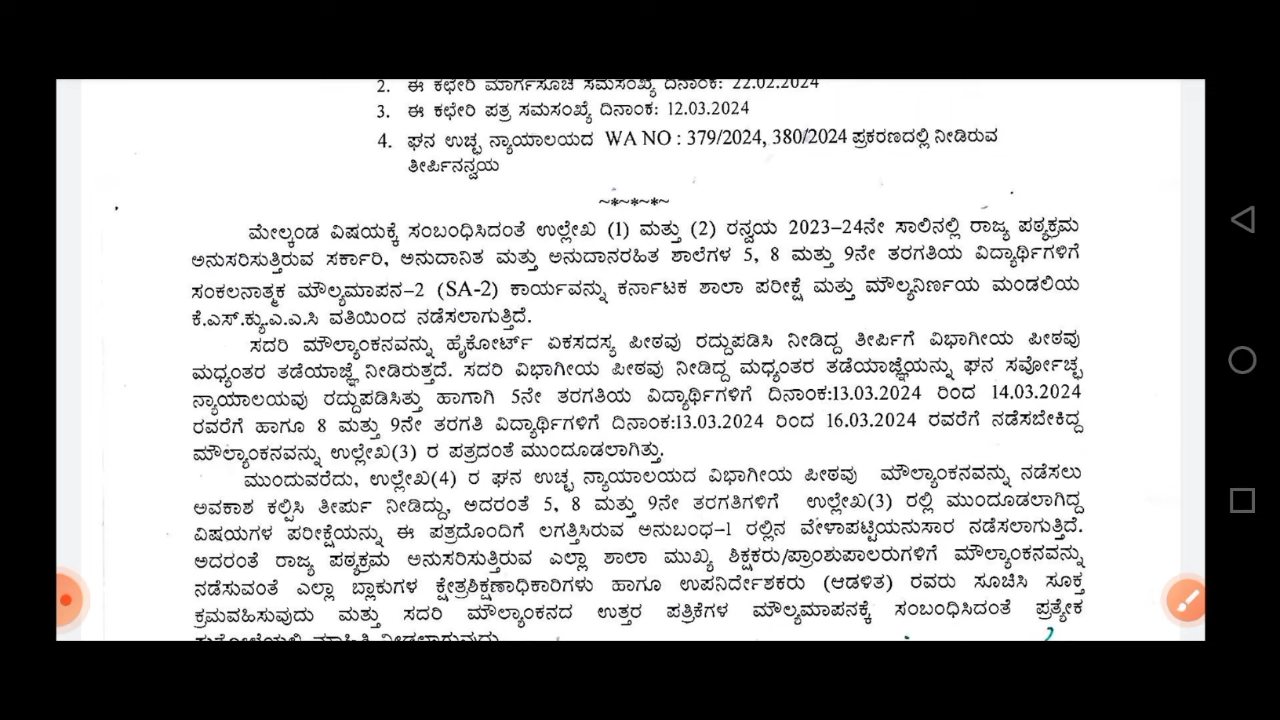 2. ಈ ಕಛೇರಿ ಮಾರ್ಗಸೂಚಿ ಸಮಸಂಖ್ಯೆ ದಿನಾಂಕ: 22.02.2024
3. ಈ ಕಛೇರಿ ಪತ್ರ ಸಮಸಂಖ್ಯೆ ದಿನಾಂಕ: 12.03.2024
4. ಘನ ಉಚ್ಛ ನ್ಯಾಯಾಲಯದ WA NO : 379/2024, 380/2024 ಪ್ರಕರಣದಲ್ಲಿ ನೀಡಿರುವ
ತೀರ್ಪಿನನ್ವಯ
~*~*~*~
ಮೇಲ್ಕಂಡ ವಿಷಯಕ್ಕೆ ಸಂಬಂಧಿಸಿದಂತೆ ಉಲ್ಲೇಖ (1) ಮತ್ತು (2) ರನ್ವಯ 2023-24ನೇ ಸಾಲಿನಲ್ಲಿ ರಾಜ್ಯ ಪಠ್ಯಕ್ರಮ
ಅನುಸರಿಸುತ್ತಿರುವ ಸರ್ಕಾರಿ, ಅನುದಾನಿತ ಮತ್ತು ಅನುದಾನರಹಿತ ಶಾಲೆಗಳ 5, 8 ಮತ್ತು 9ನೇ ತರಗತಿಯ ವಿದ್ಯಾರ್ಥಿಗಳಿಗೆ
ಸಂಕಲನಾತ್ಮಕ ಮೌಲ್ಯಮಾಪನ-2 (SA-2) ಕಾರ್ಯವನ್ನು ಕರ್ನಾಟಕ ಶಾಲಾ ಪರೀಕ್ಷೆ ಮತ್ತು ಮೌಲ್ಯನಿರ್ಣಯ ಮಂಡಲಿಯ
ಕೆ.ಎಸ್.ಕ್ಯು.ಎ.ಎ.ಸಿ ವತಿಯಿಂದ ನಡೆಸಲಾಗುತ್ತಿದೆ.
ಸದರಿ ಮೌಲ್ಯಾಂಕನವನ್ನು ಹೈಕೋರ್ಟ್ ಏಕಸದಸ್ಯ ಪೀಠವು ರದ್ದುಪಡಿಸಿ ನೀಡಿದ್ದ ತೀರ್ಪಿಗೆ ವಿಭಾಗೀಯ ಪೀಠವು
ಮಧ್ಯಂತರ ತಡೆಯಾಜ್ಞೆ ನೀಡಿರುತ್ತದೆ. ಸದರಿ ವಿಭಾಗೀಯ ಪೀಠವು ನೀಡಿದ್ದ ಮಧ್ಯಂತರ ತಡೆಯಾಜ್ಞೆಯನ್ನು ಘನ ಸರ್ವೋಚ್ಛ
ನ್ಯಾಯಾಲಯವು ರದ್ದುಪಡಿಸಿತ್ತು ಹಾಗಾಗಿ 5ನೇ ತರಗತಿಯ ವಿದ್ಯಾರ್ಥಿಗಳಿಗೆ ದಿನಾಂಕ:13.03.2024 ರಿಂದ 14.03.2024
ರವರೆಗೆ ಹಾಗೂ 8 ಮತ್ತು 9ನೇ ತರಗತಿ ವಿದ್ಯಾರ್ಥಿಗಳಿಗೆ ದಿನಾಂಕ:13.03.2024 ರಿಂದ 16.03.2024 ರವರೆಗೆ ನಡೆಸಬೇಕಿದ್ದ
ಮೌಲ್ಯಾಂಕನವನ್ನು ಉಲ್ಲೇಖ(3) ರ ಪತ್ರದಂತೆ ಮುಂದೂಡಲಾಗಿತ್ತು.
ಮುಂದುವರೆದು, ಉಲ್ಲೇಖ(4) ರ ಘನ ಉಚ್ಛ ನ್ಯಾಯಾಲಯದ ವಿಭಾಗೀಯ ಪೀಠವು ಮೌಲ್ಯಾಂಕನವನ್ನು ನಡೆಸಲು
ಅವಕಾಶ ಕಲ್ಪಿಸಿ ತೀರ್ಪು ನೀಡಿದ್ದು, ಅದರಂತೆ 5, 8 ಮತ್ತು 9ನೇ ತರಗತಿಗಳಿಗೆ ಉಲ್ಲೇಖ(3) ರಲ್ಲಿ ಮುಂದೂಡಲಾಗಿದ್ದ
ವಿಷಯಗಳ ಪರೀಕ್ಷೆಯನ್ನು ಈ ಪತ್ರದೊಂದಿಗೆ ಲಗತ್ತಿಸಿರುವ ಅನುಬಂಧ-1 ರಲ್ಲಿನ ವೇಳಾಪಟ್ಟಿಯನುಸಾರ ನಡೆಸಲಾಗುತ್ತಿದೆ.
ಅದರಂತೆ ರಾಜ್ಯ ಪಠ್ಯಕ್ರಮ ಅನುಸರಿಸುತ್ತಿರುವ ಎಲ್ಲಾ ಶಾಲಾ ಮುಖ್ಯ ಶಿಕ್ಷಕರು/ಪ್ರಾಂಶುಪಾಲರುಗಳಿಗೆ ಮೌಲ್ಯಾಂಕನವನ್ನು
ನಡೆಸುವಂತೆ ಎಲ್ಲಾ ಬ್ಲಾಕುಗಳ ಕ್ಷೇತ್ರಶಿಕ್ಷಣಾಧಿಕಾರಿಗಳು ಹಾಗೂ ಉಪನಿರ್ದೇಶಕರು (ಆಡಳಿತ) ರವರು ಸೂಚಿಸಿ ಸೂಕ್ತ
ಕ್ರಮವಹಿಸುವುದು ಮತ್ತು ಸದರಿ ಮೌಲ್ಯಾಂಕನದ ಉತ್ತರ ಪತ್ರಿಕೆಗಳ ಮೌಲ್ಯಮಾಪನಕ್ಕೆ ಸಂಬಂಧಿಸಿದಂತೆ ಪ್ರತ್ಯೇಕ